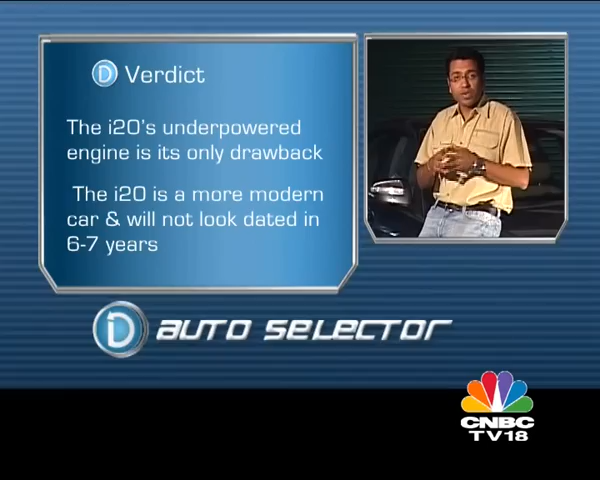 D Verdict
The i20's underpowered
engine is its only drawback
The i20 is a more modern
car & will not look dated in
6-7 years
D AUTO SELECTOR
CNBC
TV18